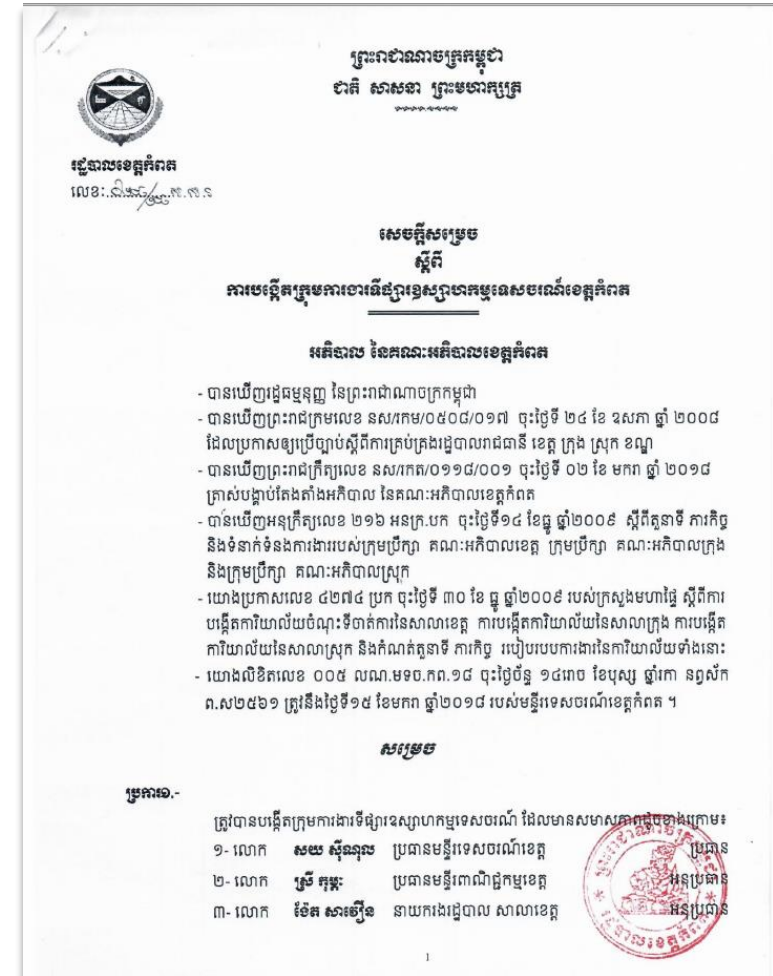 ព្រះរាជាណាចក្រកម្ពុជា
ជាតិ សាសនា ព្រះមហាក្សត្រ
រដ្ឋបាលខេត្តកំពត
លេខ:
សេចក្តីសម្រេច
ស្តីពី
ការបង្កើតក្រុមការងារទីផ្សារឧស្សាហកម្មទេសចរណ៍ខេត្តកំពត
អភិបាល នៃគណៈអភិបាលខេត្តកំពត
- បានឃើញរដ្ឋធម្មនុញ្ញ នៃព្រះរាជាណាចក្រកម្ពុជា
- បានឃើញព្រះរាជក្រមលេខ នស/រកម/០៥០៨/០១៧ ចុះថ្ងៃទី ២៤ ខែ ឧសភា ឆ្នាំ ២០០៨
ដែលប្រកាសឲ្យប្រើច្បាប់ស្តីពីការគ្រប់គ្រងរដ្ឋបាលរាជធានី ខេត្ត ក្រុង ស្រុក ខណ្ឌ
- បានឃើញព្រះរាជក្រឹត្យលេខ នស/រកត/០១១៨/០០១ ចុះថ្ងៃទី ០២ ខែ មករា ឆ្នាំ ២០១៨
ត្រាស់បង្គាប់តែងតាំងអភិបាល នៃគណៈអភិបាលខេត្តកំពត
- បានឃើញអនុក្រឹត្យលេខ ២១៦ អនក្រ.បក ចុះថ្ងៃទី១៤ ខែធ្នូ ឆ្នាំ២០០៩ ស្តីពីតួនាទី ភារកិច្ច
និងទំនាក់ទំនងការងាររបស់ក្រុមប្រឹក្សា គណៈអភិបាលខេត្ត ក្រុមប្រឹក្សា គណៈអភិបាលក្រុង
និងក្រុមប្រឹក្សា គណៈអភិបាលស្រុក
- យោងប្រកាសលេខ ៤២៧៤ ប្រក ចុះថ្ងៃទី ៣០ ខែ ធ្នូ ឆ្នាំ២០០៩ របស់ក្រសួងមហាផ្ទៃ ស្តីពីការ
បង្កើតការិយាល័យចំណុះទីចាត់ការនៃសាលាខេត្ត ការបង្កើតការិយាល័យនៃសាលាក្រុង ការបង្កើត
ការិយាល័យនៃសាលាស្រុក និងកំណត់តួនាទី ភារកិច្ច របៀបរបបការងារនៃការិយាល័យទាំងនោះ
- យោងលិខិតលេខ ០០៥ លណ.មទច.កព.១៨ ចុះថ្ងៃច័ន្ទ ១៤រោច ខែបុស្ស ឆ្នាំរកា នព្វស័ក
ព.ស២៥៦១ ត្រូវនឹងថ្ងៃទី១៥ ខែមករា ឆ្នាំ២០១៨ របស់មន្ទីរទេសចរណ៍ខេត្តកំពត ។
សម្រេច
ប្រការ១.-
ត្រូវបានបង្កើតក្រុមការងារទីផ្សារឧស្សាហកម្មទេសចរណ៍ ដែលមានសមាសភាពដូចខាងក្រោម៖
១- លោក សយ ស៊ីណុល ប្រធានមន្ទីរទេសចរណ៍ខេត្ត ប្រធាន
២- លោក ស្រី កុម្ភៈ ប្រធានមន្ទីរពាណិជ្ជកម្មខេត្ត អនុប្រធាន
៣- លោក ង៉ែត សាវឿន នាយករងរដ្ឋបាល សាលាខេត្ត អនុប្រធាន
1